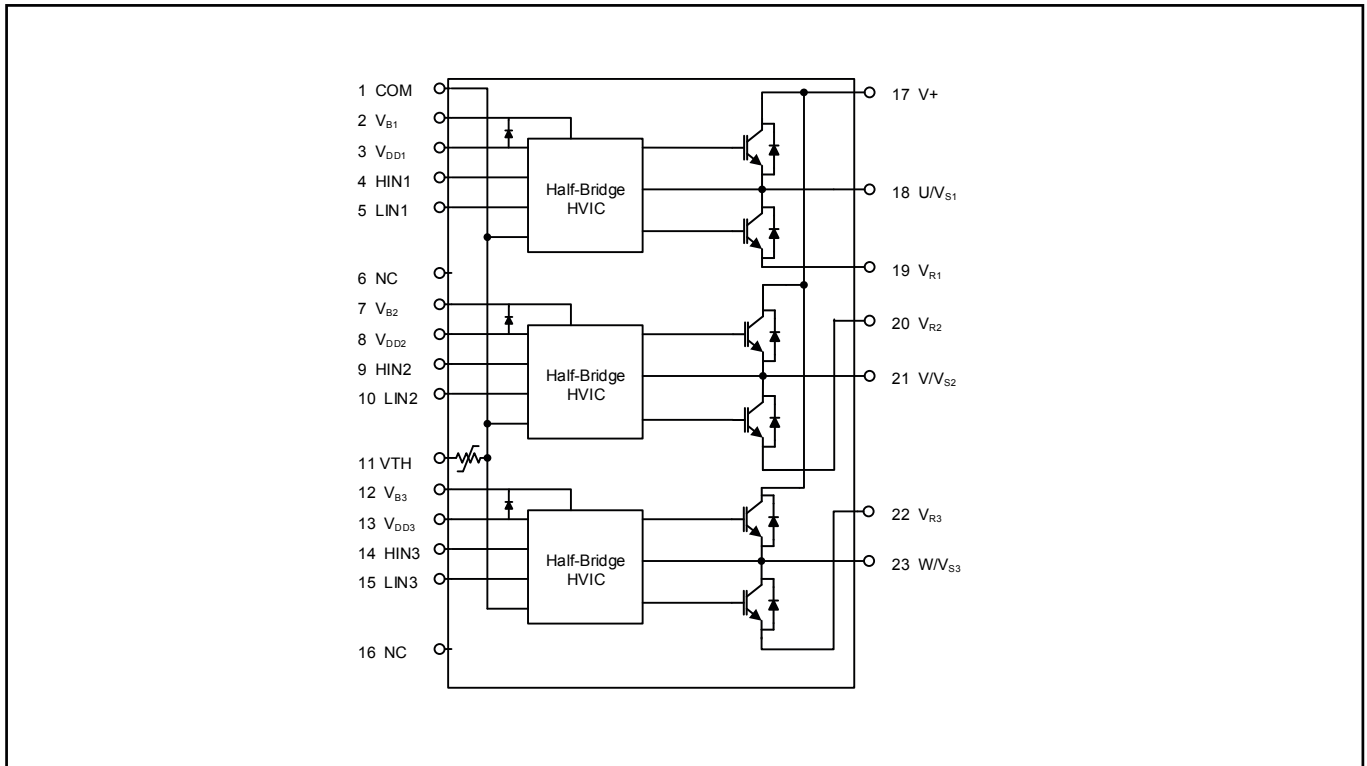 1 COM
2 VB1
3 VDD1
4 HIN1
5 LIN1
6 NC
7 VB2
8 VDD2
9 HIN2
10 LIN2
11 VTH
12 VB3
13 VDD3
14 HIN3
15 LIN3
16 NC
Half-Bridge
HVIC
Half-Bridge
HVIC
Half-Bridge
HVIC
17 V+
18 U/VS1
19 VR1
20 VR2
21 V/VS2
22 VR3
23 W/VS3